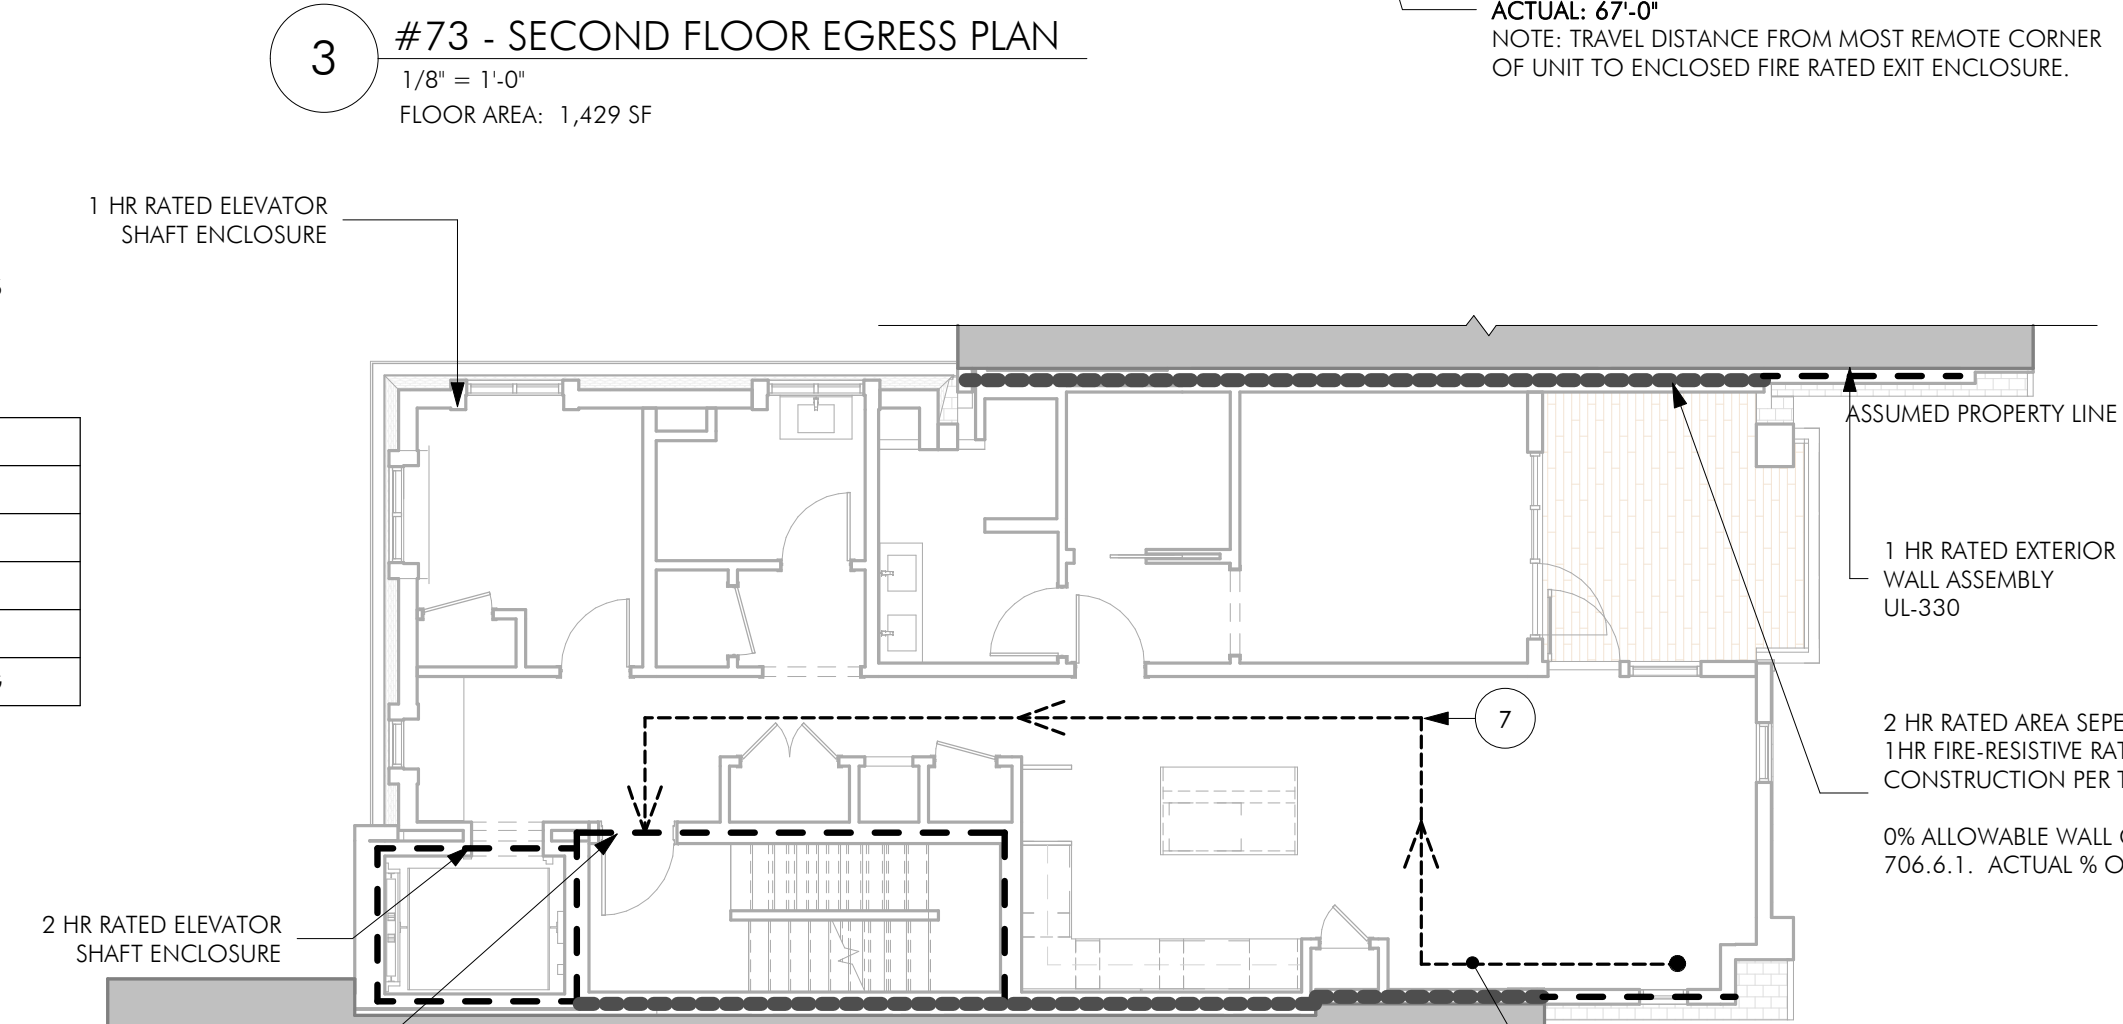 3
#73 - SECOND FLOOR EGRESS PLAN
1/8" = 1'-0"
FLOOR AREA: 1,429 SF
ACTUAL: 67'-0"
NOTE: TRAVEL DISTANCE FROM MOST REMOTE CORNER
OF UNIT TO ENCLOSED FIRE RATED EXIT ENCLOSURE.
1 HR RATED ELEVATOR
SHAFT ENCLOSURE
ASSUMED PROPERTY LINE
1 HR RATED EXTERIOR
WALL ASSEMBLY
UL-330
7
2 HR RATED AREA
1HR FIRE-RESISTIVE
CONSTRUCTION PER
0% ALLOWABLE WALL
706.6.1. ACTUAL %
2 HR RATED ELEVATOR
SHAFT ENCLOSURE